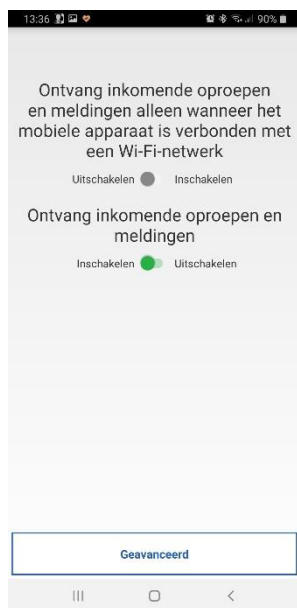 13:36 90%
Ontvang inkomende oproepen
en meldingen alleen wanneer het
mobiele apparaat is verbonden met
een Wi-Fi-netwerk
Uitschakelen Inschakelen
Ontvang inkomende oproepen en
meldingen
Inschakelen Uitschakelen
Geavanceerd